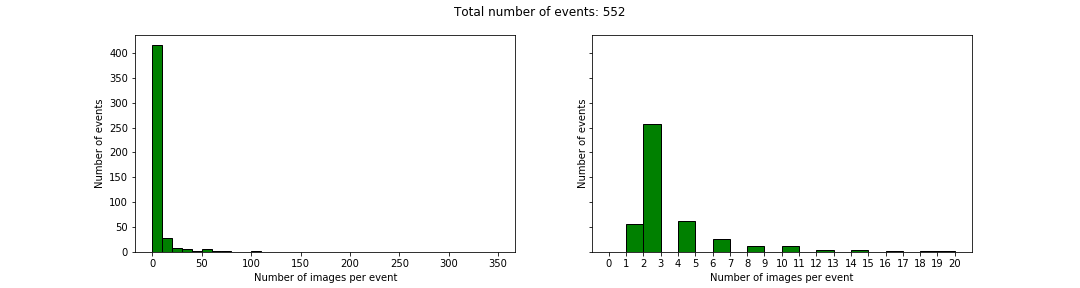 Total number of events: 552
Number of events
400
350
300
250
200
150
100
50
0
0 50 100 150 200 250 300 350
Number of images per event
Number of events
0 1 2 3 4 5 6 7 8 9 10 11 12 13 14 15 16 17 18 19 20
Number of images per event